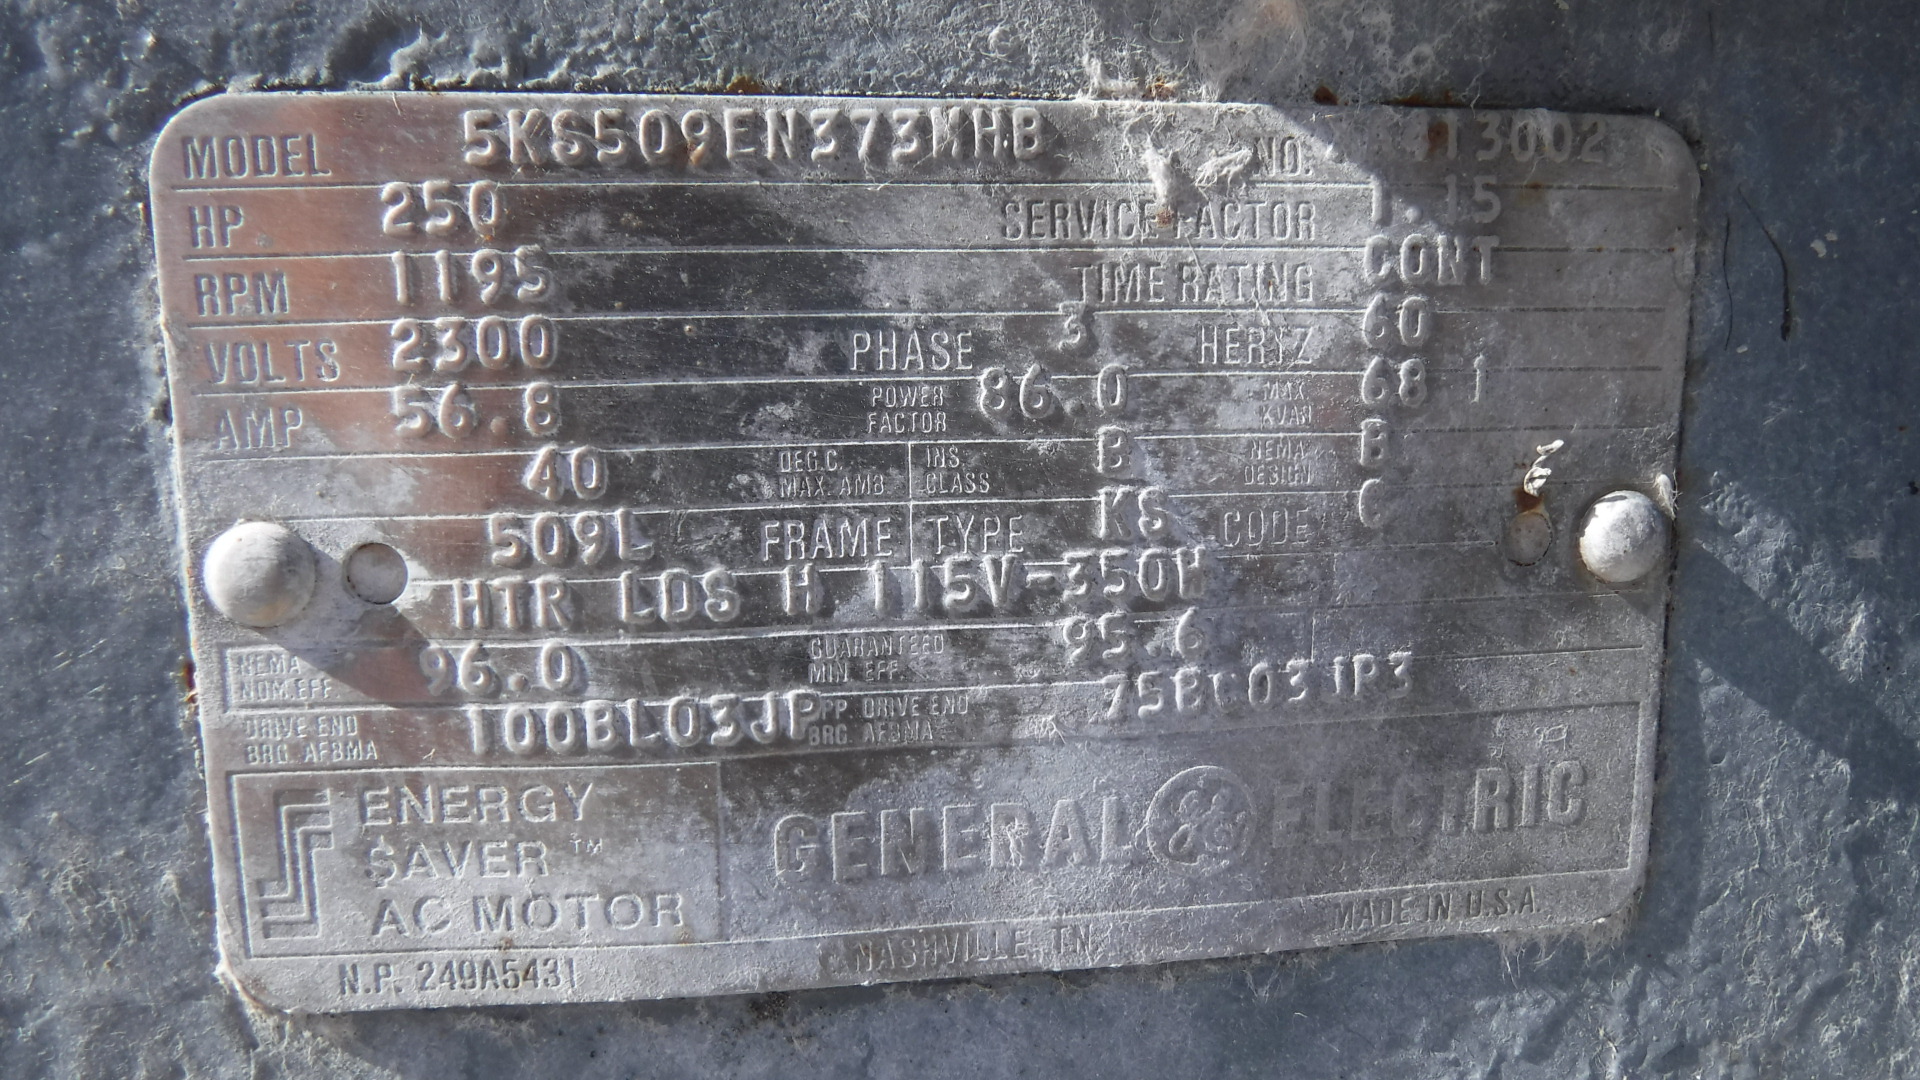 MODEL 5KS509EN373MHB NO. 413002
HP 250 SERVICE FACTOR 1.15
RPM 1195 TIME RATING CONT
VOLTS 2300 PHASE 3 HERTZ 60
AMP 56.8 POWER FACTOR 86.0 MAX. KVAR 68.1
40 DEG.C. MAX. AMB INS. CLASS B NEMA DESIGN B
509L FRAME TYPE KS CODE G
HTR LDS H 115V-350W
NEMA NOM.EFF. 96.0 GUARANTEED MIN EFF. 95.6
DRIVE END BRG. AFBMA 100BL03JP OPP. DRIVE END BRG. AFBMA 75BC03JP3
ENERGY
SAVER™
AC MOTOR
GENERAL GE ELECTRIC
N.P. 249A5431 NASHVILLE, TN. MADE IN U.S.A.